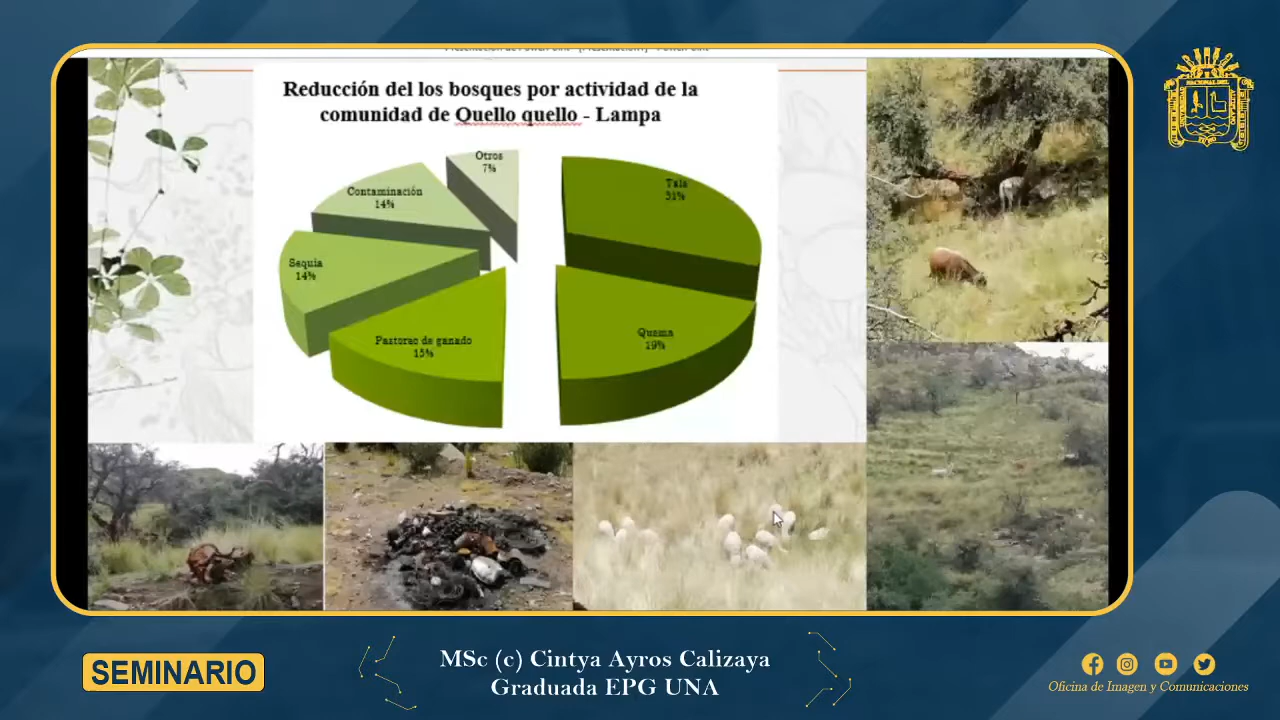 Reducción del los bosques por actividad de la
comunidad de Quello quello - Lampa
Otros
7%
Contaminación
14%
Tala
31%
Sequia
14%
Quema
19%
Pastoreo de ganado
15%
SEMINARIO
MSc (c) Cintya Ayros Calizaya
Graduada EPG UNA
Oficina de Imagen y Comunicaciones